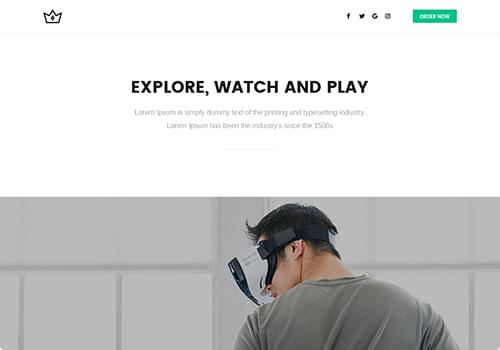 ORDER NOW
EXPLORE, WATCH AND PLAY
Lorem Ipsum is simply dummy text of the printing and typesetting industry.
Lorem Ipsum has been the industry's since the 1500s